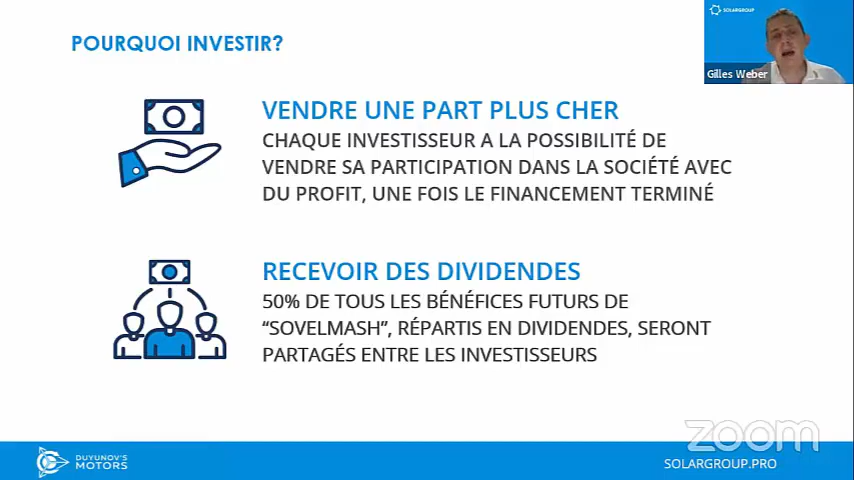 POURQUOI INVESTIR?
SOLARGROUP
Gilles Weber
VENDRE UNE PART PLUS CHER
CHAQUE INVESTISSEUR A LA POSSIBILITÉ DE
VENDRE SA PARTICIPATION DANS LA SOCIÉTÉ AVEC
DU PROFIT, UNE FOIS LE FINANCEMENT TERMINÉ
RECEVOIR DES DIVIDENDES
50% DE TOUS LES BÉNÉFICES FUTURS DE
“SOVELMASH”, RÉPARTIS EN DIVIDENDES, SERONT
PARTAGÉS ENTRE LES INVESTISSEURS
zoom
DUYUNOV'S
MOTORS
SOLARGROUP.PRO